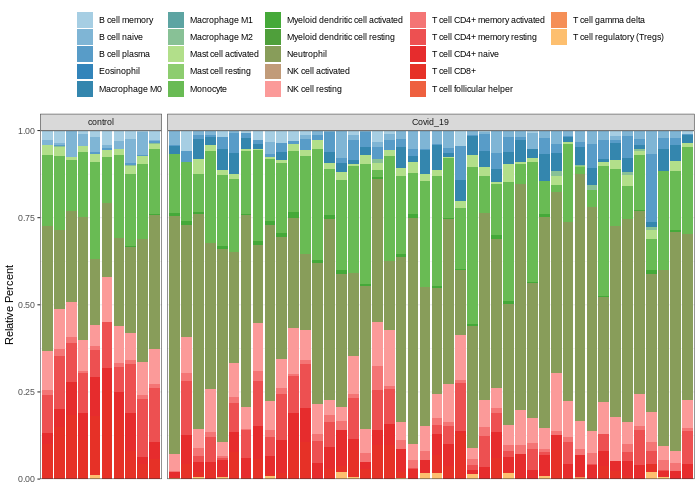 B cell memory
B cell naive
B cell plasma
Eosinophil
Macrophage M0
Macrophage M1
Macrophage M2
Mast cell activated
Mast cell resting
Monocyte
Myeloid dendritic cell activated
Myeloid dendritic cell resting
Neutrophil
NK cell activated
NK cell resting
T cell CD4+ memory activated
T cell CD4+ memory resting
T cell CD4+ naive
T cell CD8+
T cell follicular helper
T cell gamma delta
T cell regulatory (Tregs)
control
Covid_19
Relative Percent
1.00
0.75
0.50
0.25
0.00